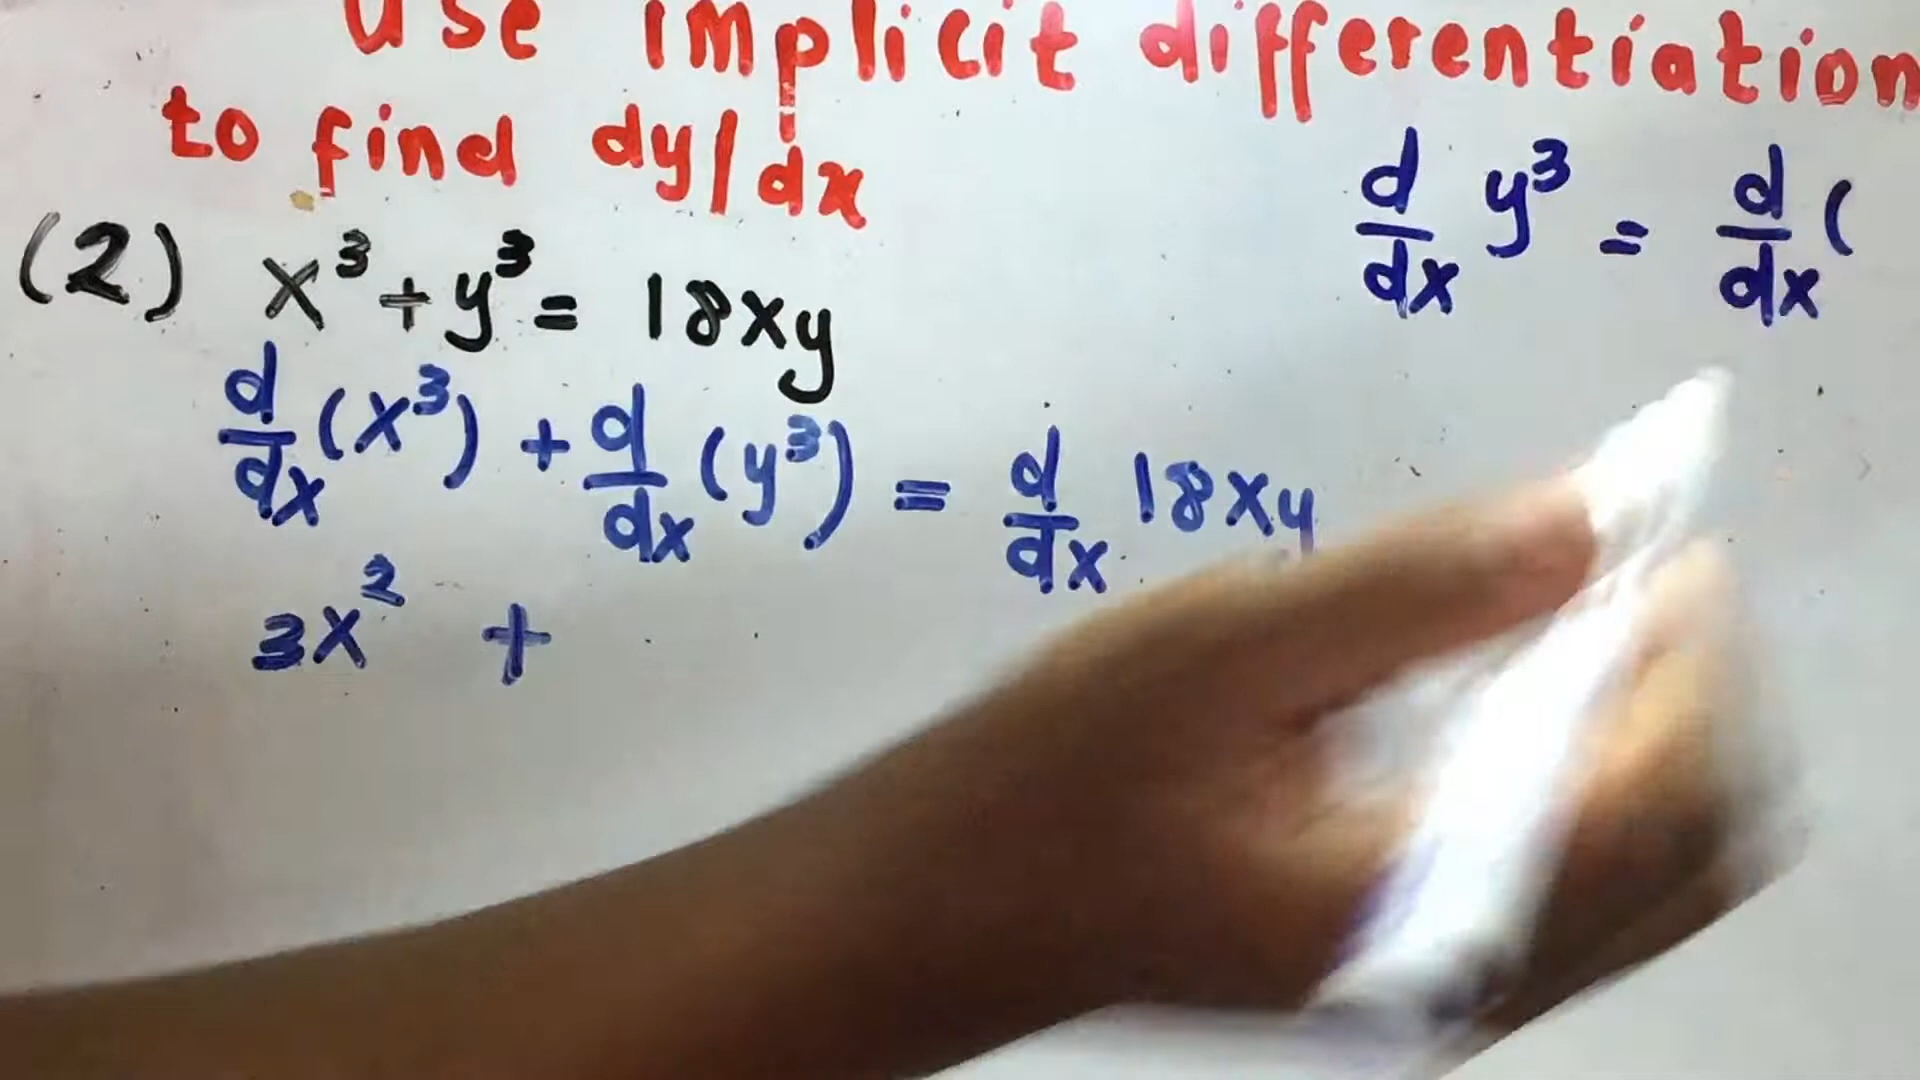 Use implicit differentiation
to find dy/dx
d/dx y³ = d/dx (
(2) x³ + y³ = 18xy
d/dx (x³) + d/dx (y³) = d/dx 18xy
3x² +